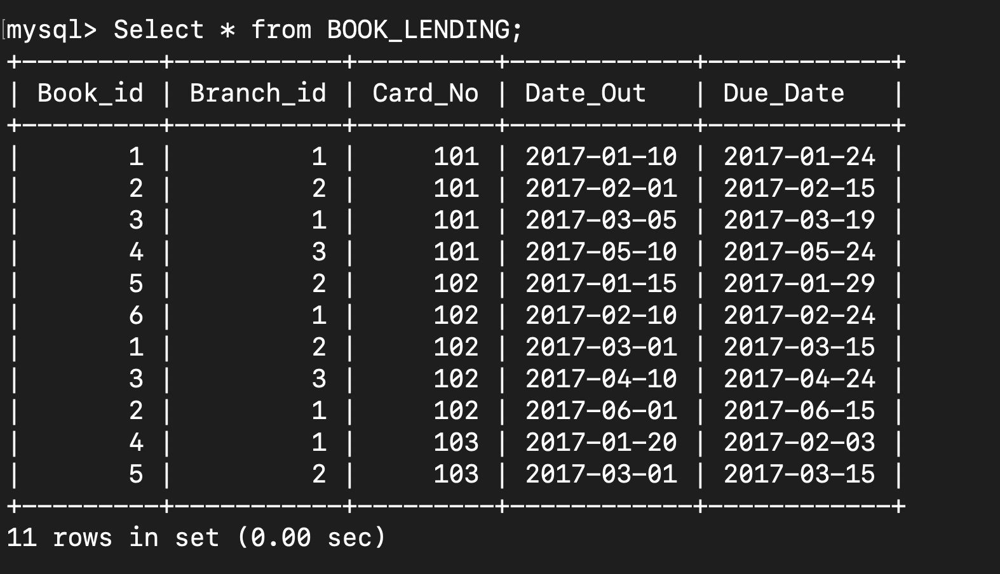 mysql> Select * from BOOK_LENDING;
+---------+-----------+---------+------------+------------+
| Book_id | Branch_id | Card_No | Date_Out   | Due_Date   |
+---------+-----------+---------+------------+------------+
|       1 |         1 |     101 | 2017-01-10 | 2017-01-24 |
|       2 |         2 |     101 | 2017-02-01 | 2017-02-15 |
|       3 |         1 |     101 | 2017-03-05 | 2017-03-19 |
|       4 |         3 |     101 | 2017-05-10 | 2017-05-24 |
|       5 |         2 |     102 | 2017-01-15 | 2017-01-29 |
|       6 |         1 |     102 | 2017-02-10 | 2017-02-24 |
|       1 |         2 |     102 | 2017-03-01 | 2017-03-15 |
|       3 |         3 |     102 | 2017-04-10 | 2017-04-24 |
|       2 |         1 |     102 | 2017-06-01 | 2017-06-15 |
|       4 |         1 |     103 | 2017-01-20 | 2017-02-03 |
|       5 |         2 |     103 | 2017-03-01 | 2017-03-15 |
+---------+-----------+---------+------------+------------+
11 rows in set (0.00 sec)